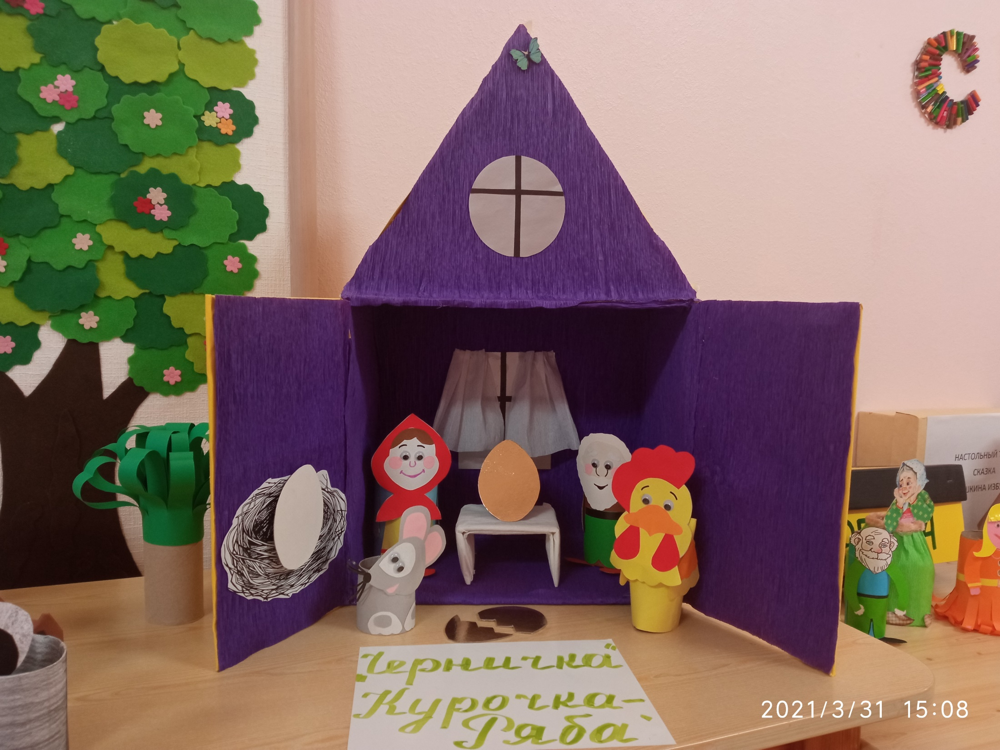 С
НАСТОЛЬНЫЙ
СКАЗКА
"Черничка"
Курочка-
Ряба"
2021/3/31 15:08